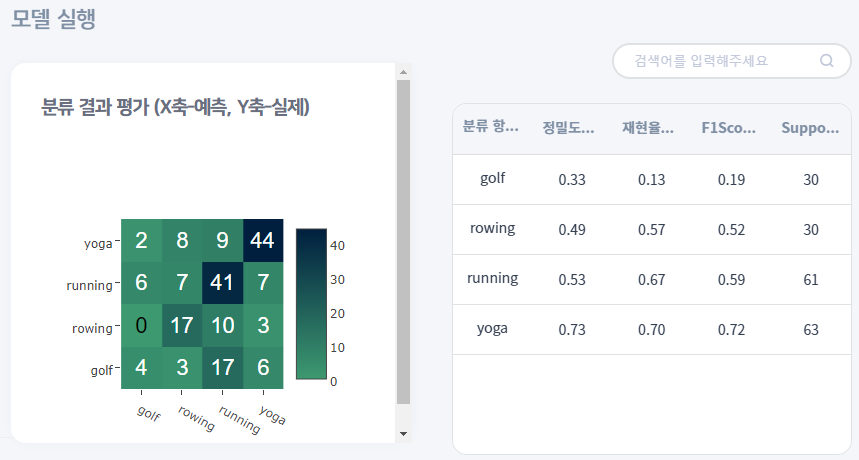 모델 실행
검색어를 입력해주세요
분류 결과 평가 (X축-예측, Y축-실제)
yoga 2 8 9 44
running 6 7 41 7
rowing 0 17 10 3
golf 4 3 17 6
golf rowing running yoga
40
30
20
10
0
분류 항... 정밀도... 재현율... F1Sco... Suppo...
golf 0.33 0.13 0.19 30
rowing 0.49 0.57 0.52 30
running 0.53 0.67 0.59 61
yoga 0.73 0.70 0.72 63